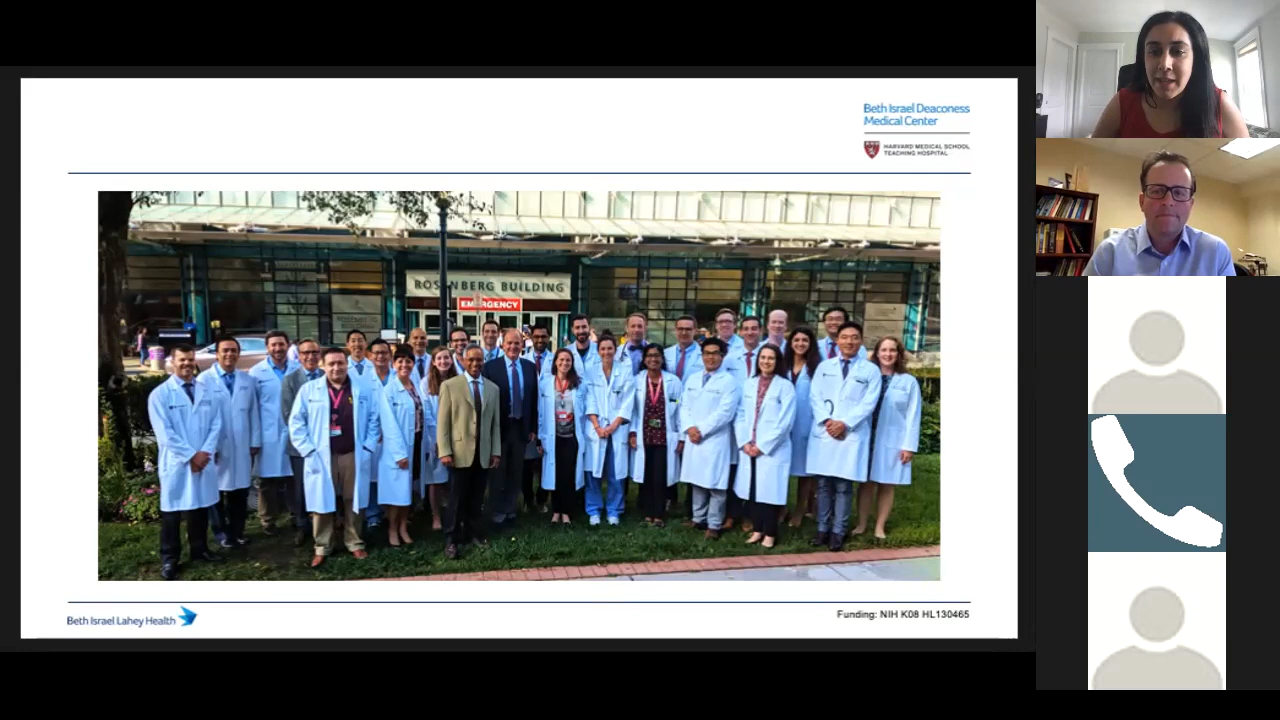 Beth Israel Deaconess
Medical Center
HARVARD MEDICAL SCHOOL
TEACHING HOSPITAL
ROSENBERG BUILDING
EMERGENCY
Beth Israel Lahey Health
Funding: NIH K08 HL130465